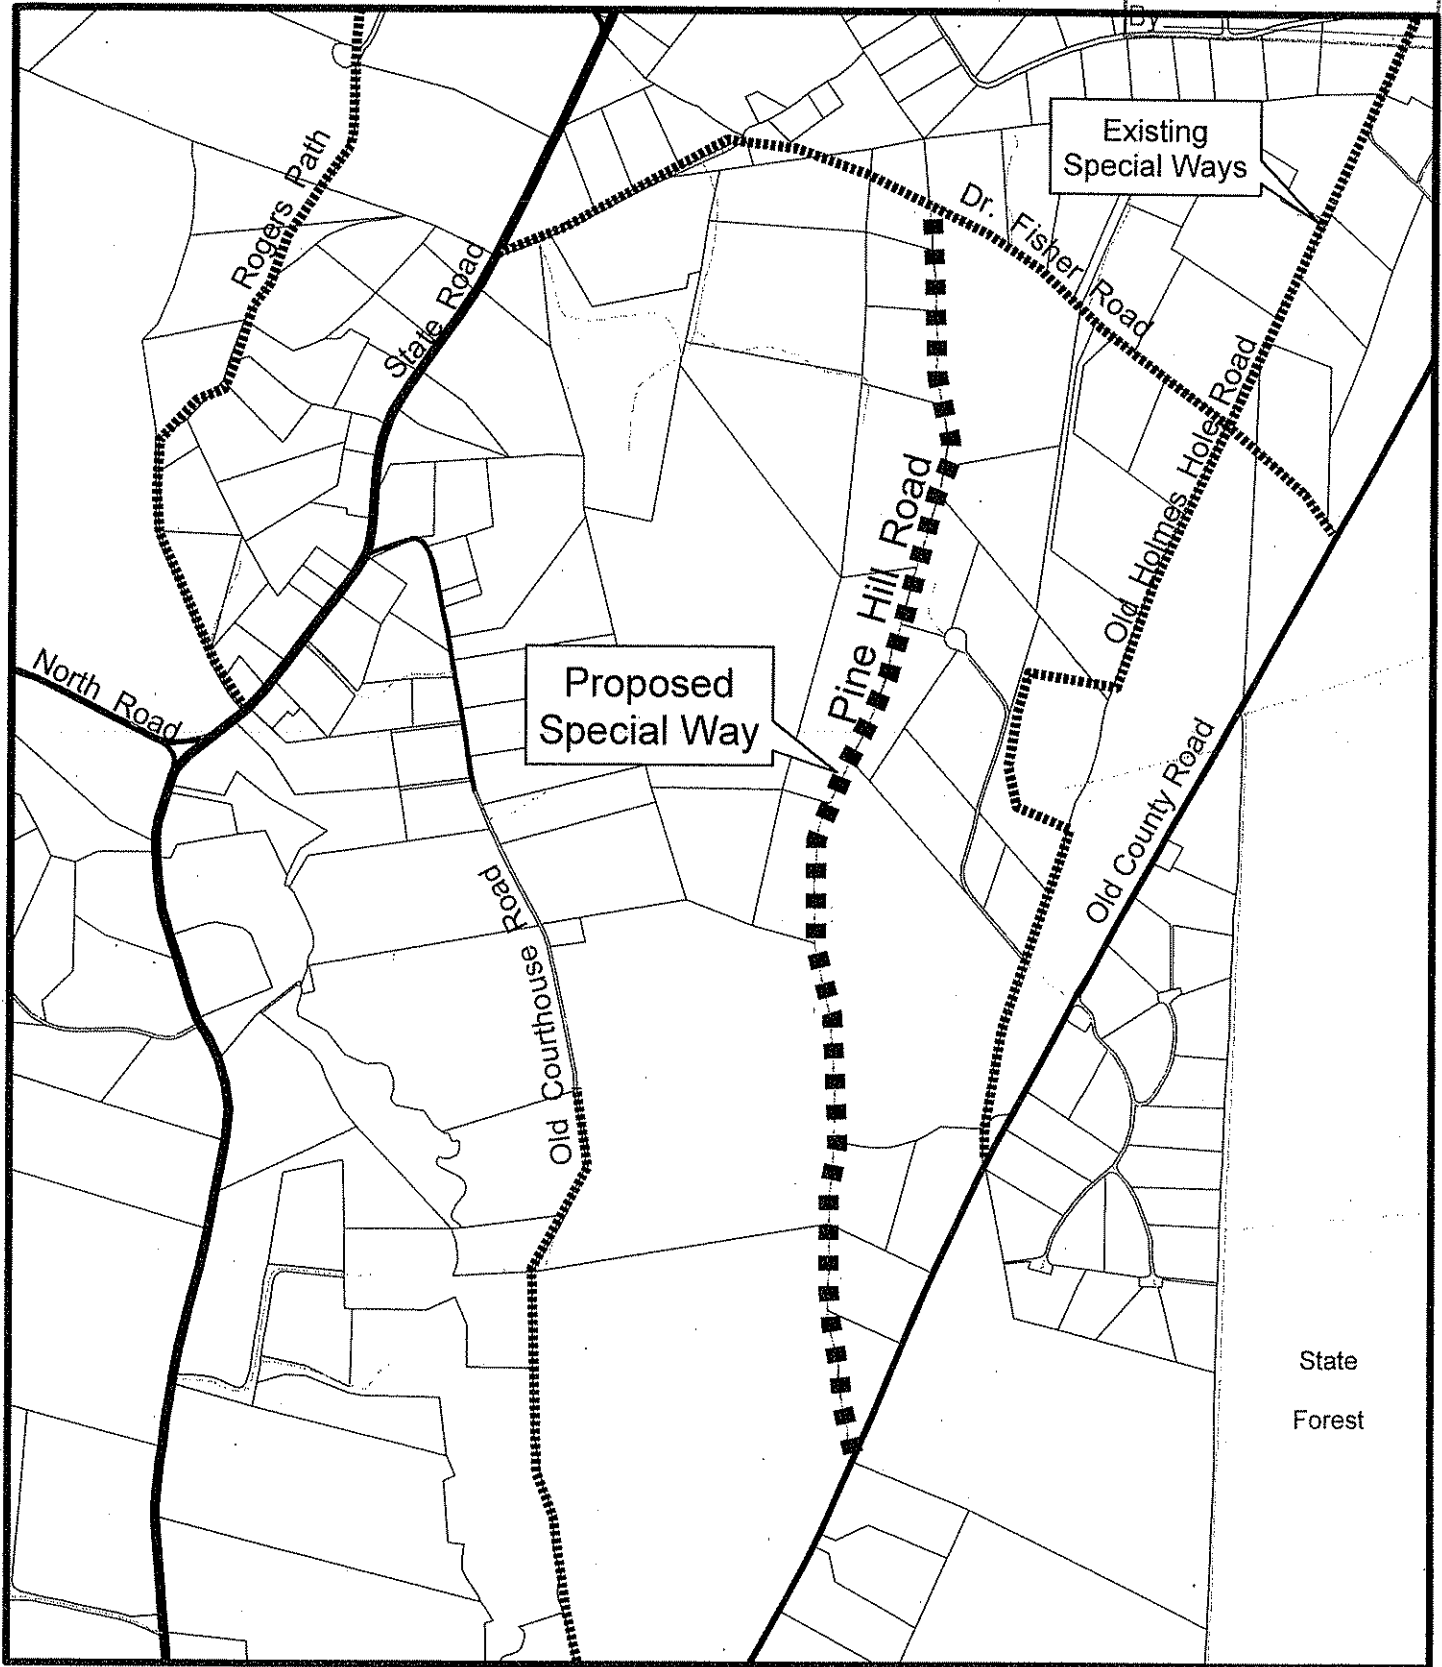 By
Existing
Special Ways
Rogers Path
Dr. Fisher Road
State Road
Old Holmes Hole Road
Pine Hill Road
North Road
Proposed
Special Way
Old County Road
Old Courthouse Road
State
Forest